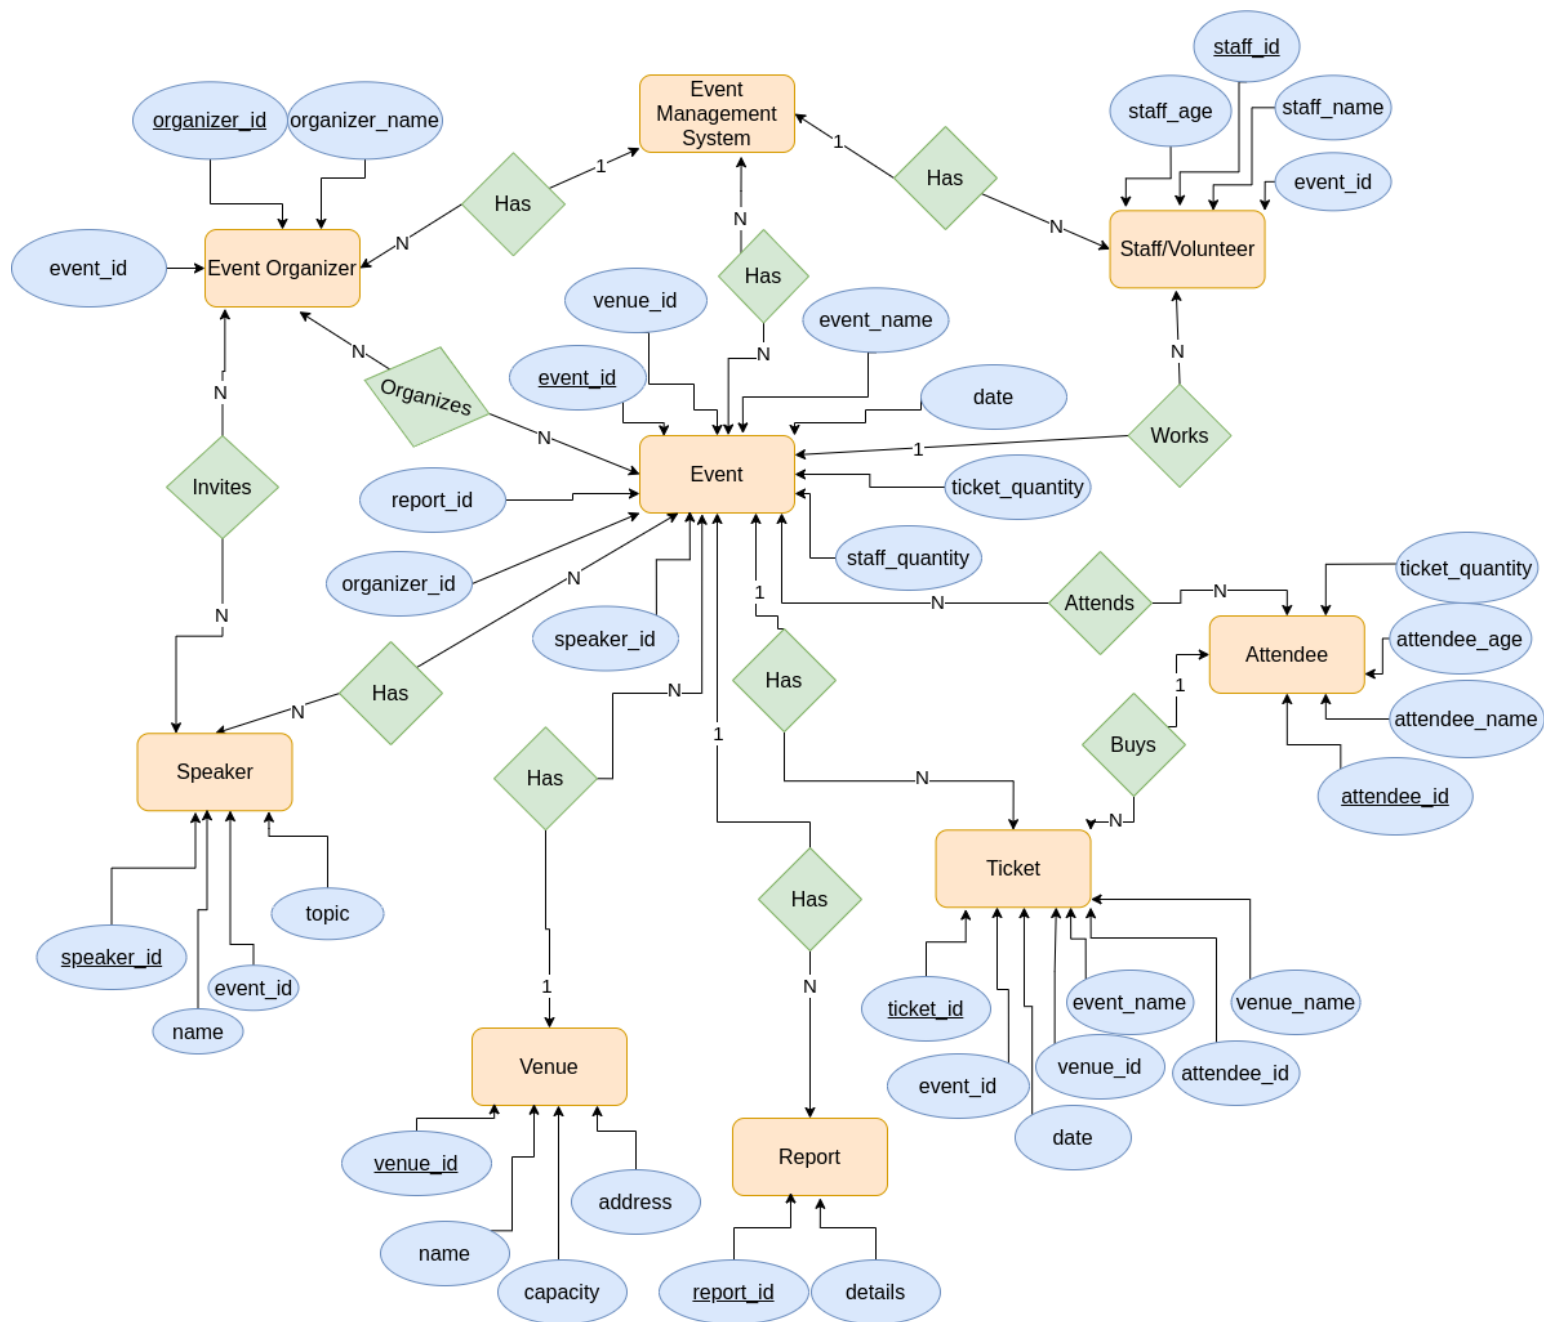 staff_id
Event
Management
System
staff_age
staff_name
organizer_id
organizer_name
1
1
Has
Has
event_id
Has
N
N
N
Staff/Volunteer
event_id
Event Organizer
Has
venue_id
event_name
N
N
N
event_id
Organizes
date
N
N
1
Works
Event
Invites
report_id
ticket_quantity
staff_quantity
organizer_id
N
1
speaker_id
N
Attends
N
ticket_quantity
N
attendee_age
Attendee
Has
N
Has
N
1
attendee_name
1
Buys
Speaker
Has
N
attendee_id
N
Ticket
Has
topic
speaker_id
event_id
name
N
1
ticket_id
event_name
venue_name
Venue
event_id
venue_id
attendee_id
date
venue_id
Report
address
name
capacity
report_id
details